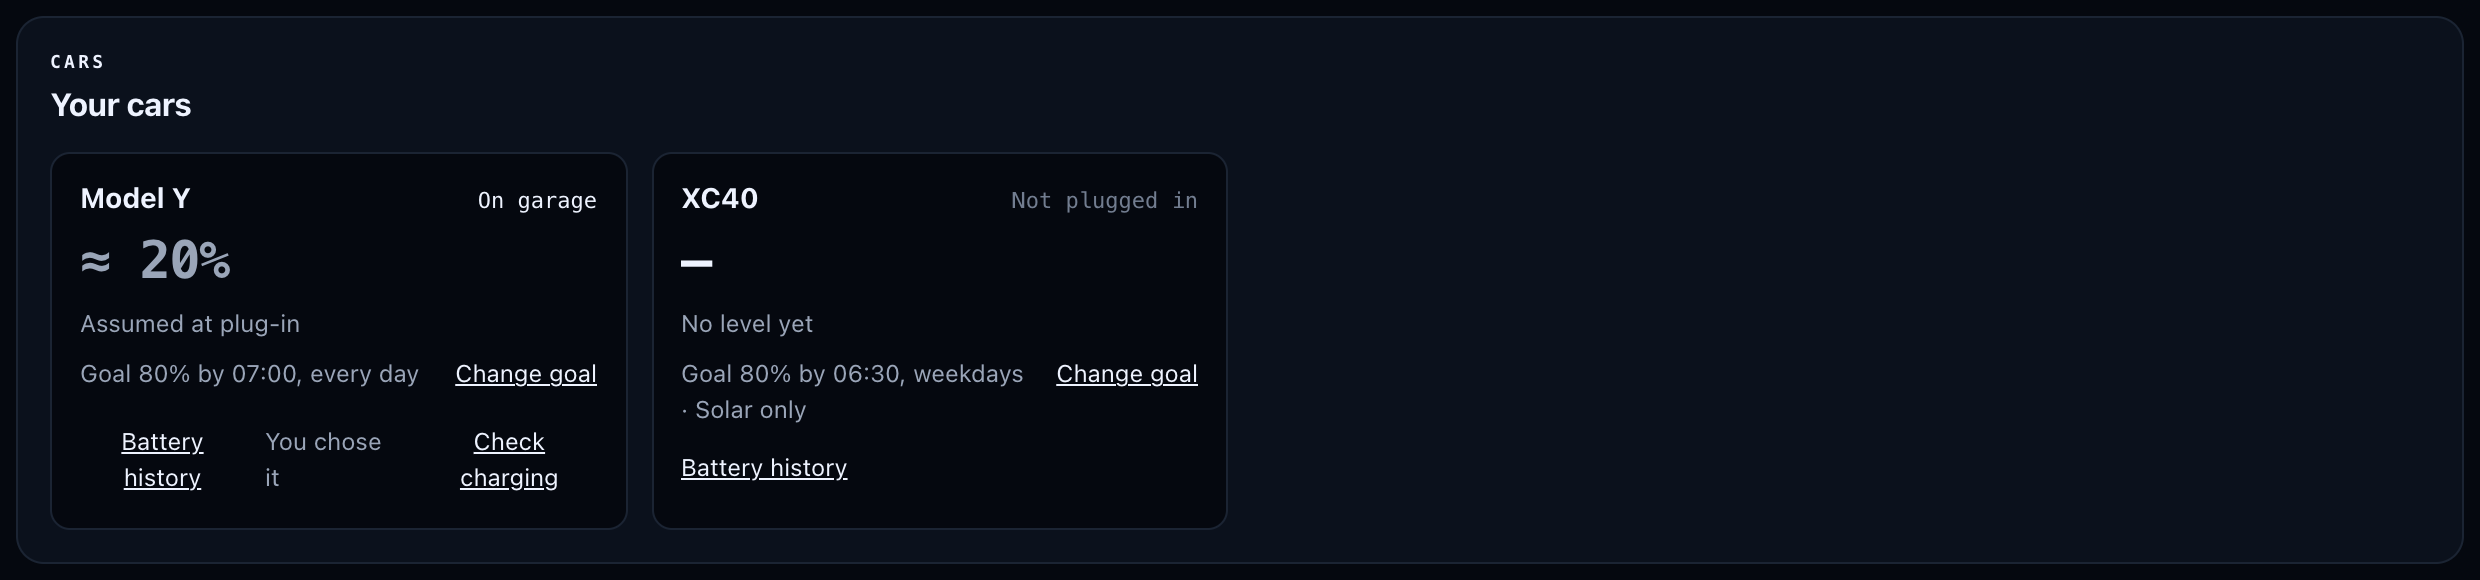 CARS
Your cars
Model Y
On garage
≈ 20%
Assumed at plug-in
Goal 80% by 07:00, every day
Change goal
Battery
history
You chose
it
Check
charging
XC40
Not plugged in
—
No level yet
Goal 80% by 06:30, weekdays
· Solar only
Change goal
Battery history